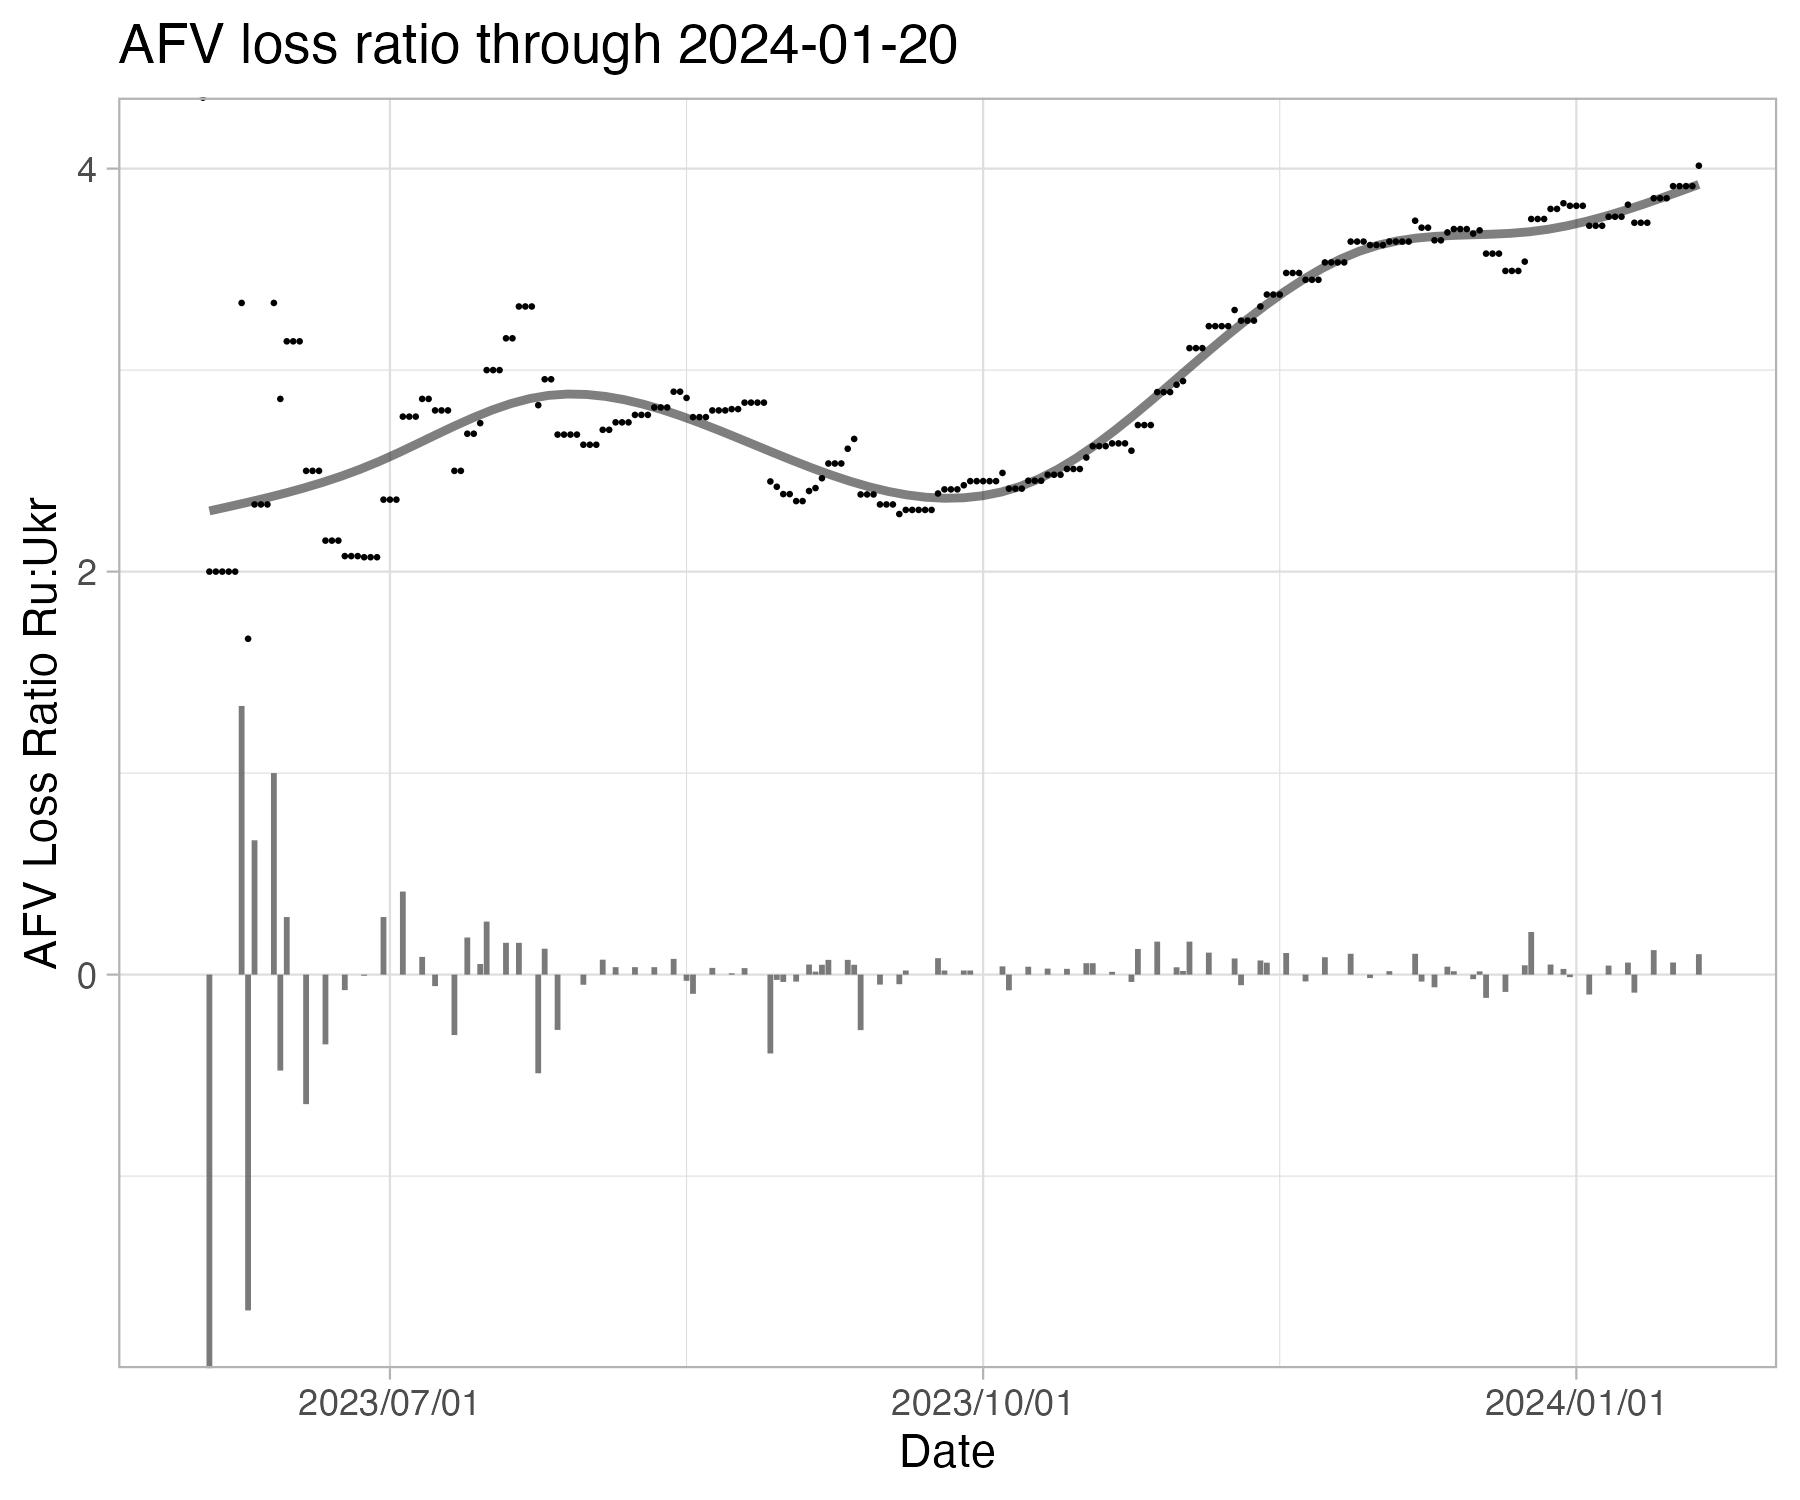 AFV loss ratio through 2024-01-20
AFV Loss Ratio Ru:Ukr
4
2
0
2023/07/01
2023/10/01
2024/01/01
Date